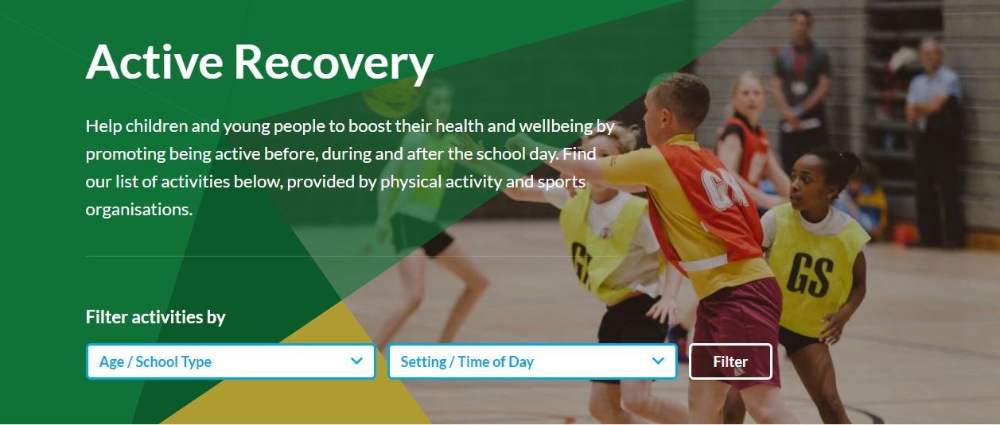 Active Recovery
Help children and young people to boost their health and wellbeing by
promoting being active before, during and after the school day. Find
our list of activities below, provided by physical activity and sports
organisations.
Filter activities by
Age / School Type
Setting / Time of Day
Filter
GS